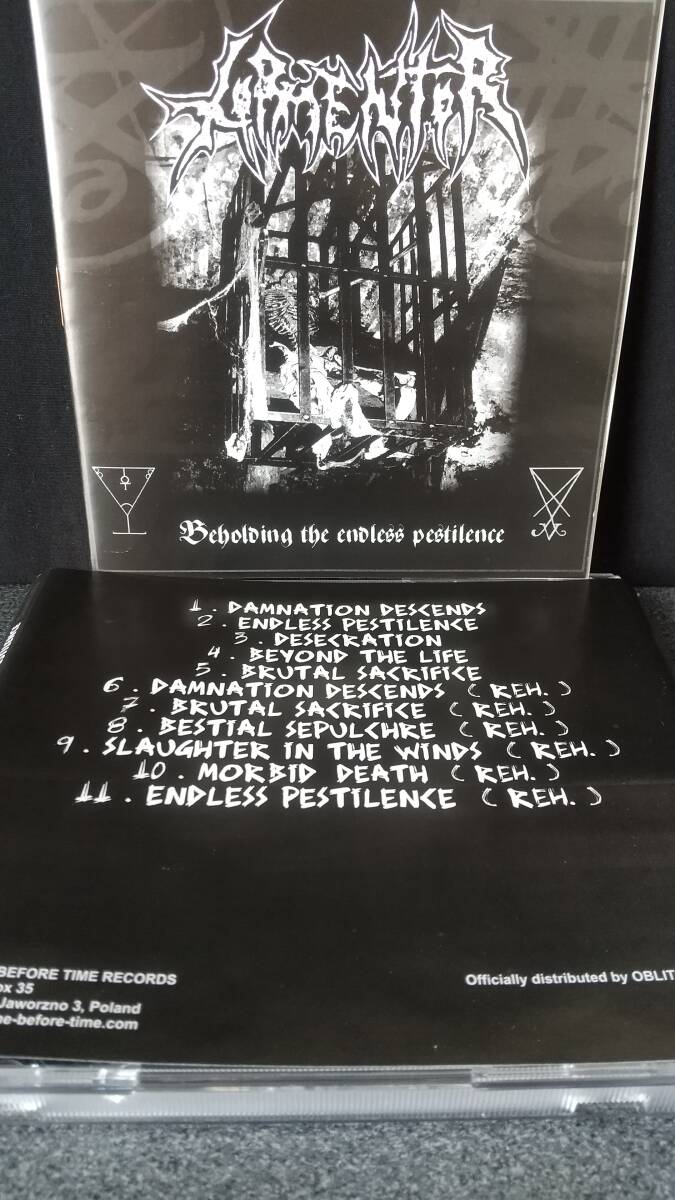 TORMENTOR
Beholding the endless pestilence
1. DAMNATION DESCENDS
2. ENDLESS PESTILENCE
3. DESECRATION
4. BEYOND THE LIFE
5. BRUTAL SACRIFICE
6. DAMNATION DESCENDS ( REH. )
7. BRUTAL SACRIFICE ( REH. )
8. BESTIAL SEPULCHRE ( REH. )
9. SLAUGHTER IN THE WINDS ( REH. )
10. MORBID DEATH ( REH. )
11. ENDLESS PESTILENCE ( REH. )
BEFORE TIME RECORDS
ox 35
Jaworzno 3, Poland
ne-before-time.com
Officially distributed by OBLIT